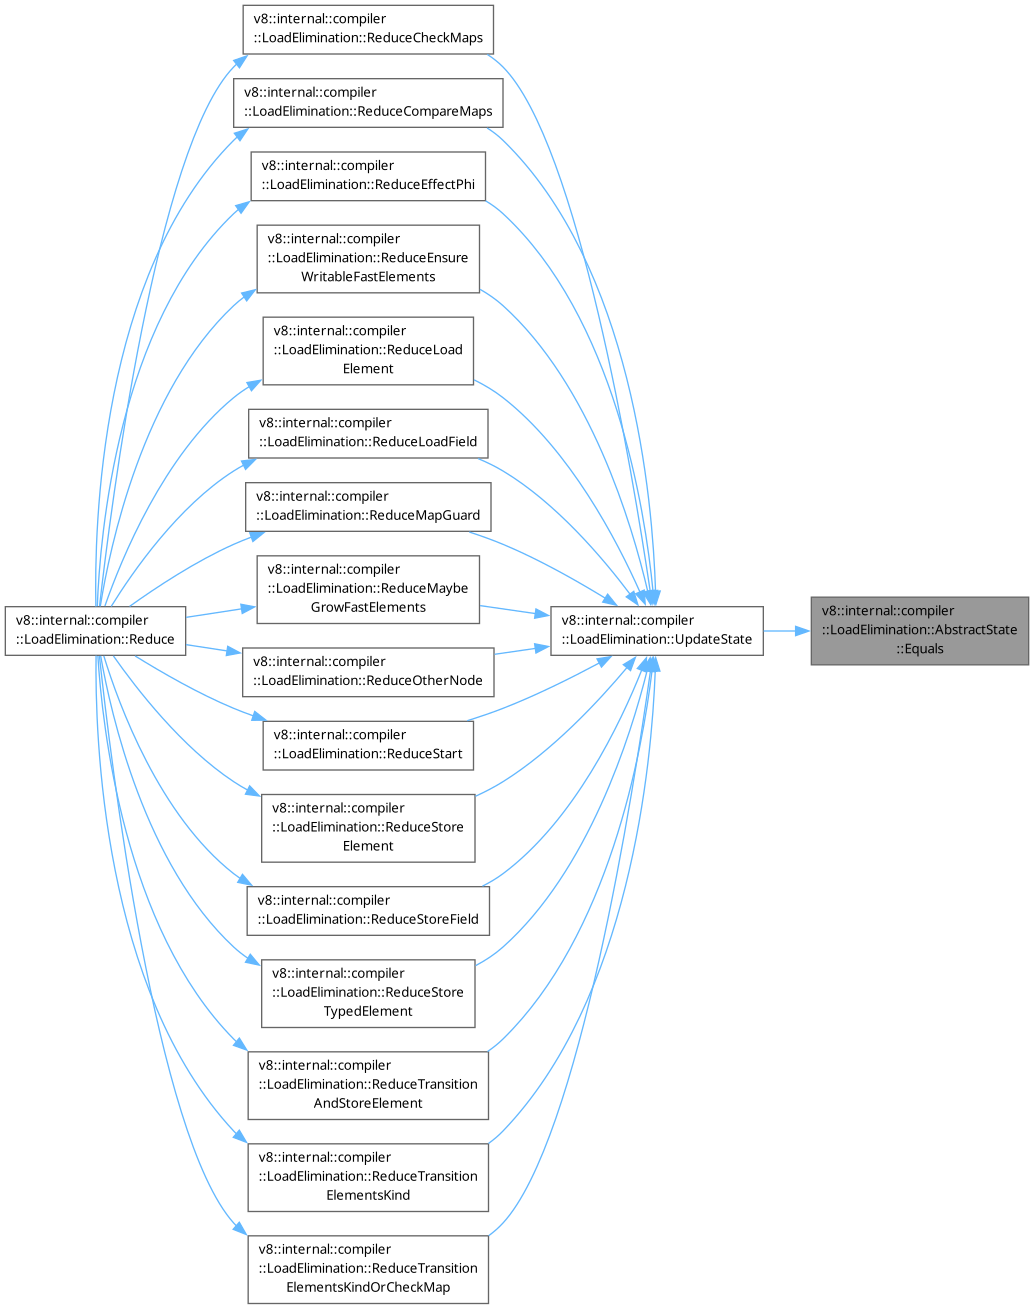 v8::internal::compiler
::LoadElimination::ReduceCheckMaps
v8::internal::compiler
::LoadElimination::ReduceCompareMaps
v8::internal::compiler
::LoadElimination::ReduceEffectPhi
v8::internal::compiler
::LoadElimination::ReduceEnsure
WritableFastElements
v8::internal::compiler
::LoadElimination::ReduceLoad
Element
v8::internal::compiler
::LoadElimination::ReduceLoadField
v8::internal::compiler
::LoadElimination::ReduceMapGuard
v8::internal::compiler
::LoadElimination::ReduceMaybe
GrowFastElements
v8::internal::compiler
::LoadElimination::Reduce
v8::internal::compiler
::LoadElimination::UpdateState
v8::internal::compiler
::LoadElimination::AbstractState
::Equals
v8::internal::compiler
::LoadElimination::ReduceOtherNode
v8::internal::compiler
::LoadElimination::ReduceStart
v8::internal::compiler
::LoadElimination::ReduceStore
Element
v8::internal::compiler
::LoadElimination::ReduceStoreField
v8::internal::compiler
::LoadElimination::ReduceStore
TypedElement
v8::internal::compiler
::LoadElimination::ReduceTransition
AndStoreElement
v8::internal::compiler
::LoadElimination::ReduceTransition
ElementsKind
v8::internal::compiler
::LoadElimination::ReduceTransition
ElementsKindOrCheckMap